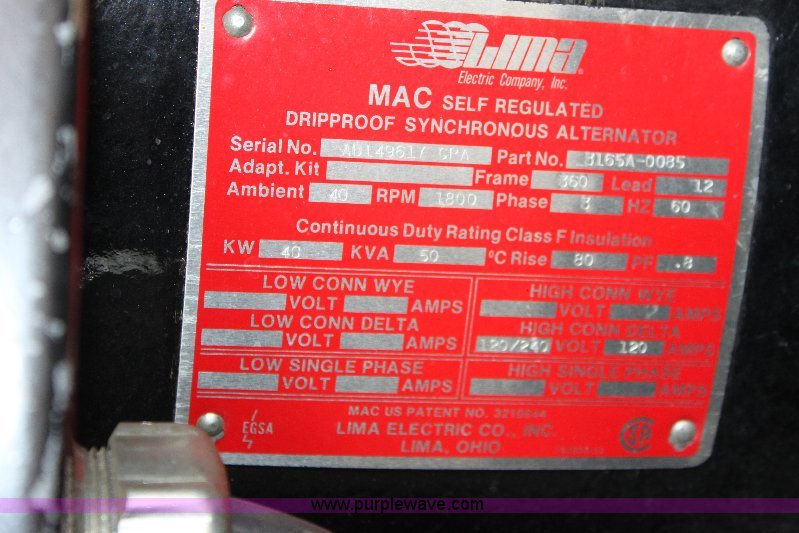 Lima
Electric Company, Inc.
MAC SELF REGULATED
DRIPPROOF SYNCHRONOUS ALTERNATOR
Serial No. Part No. B165A-0085
Adapt. Kit Frame 360 Lead 12
Ambient 40 RPM 1800 Phase 3 HZ 60
Continuous Duty Rating Class F Insulation
KW 40 KVA 50 °C Rise 80 PF .8
LOW CONN WYE HIGH CONN WYE
VOLT AMPS VOLT AMPS
LOW CONN DELTA HIGH CONN DELTA
VOLT AMPS 120/240 VOLT 120 AMPS
LOW SINGLE PHASE HIGH SINGLE PHASE
VOLT AMPS VOLT AMPS
MAC US PATENT NO. 3210644
EGSA LIMA ELECTRIC CO., INC.
LIMA, OHIO
www.purplewave.com